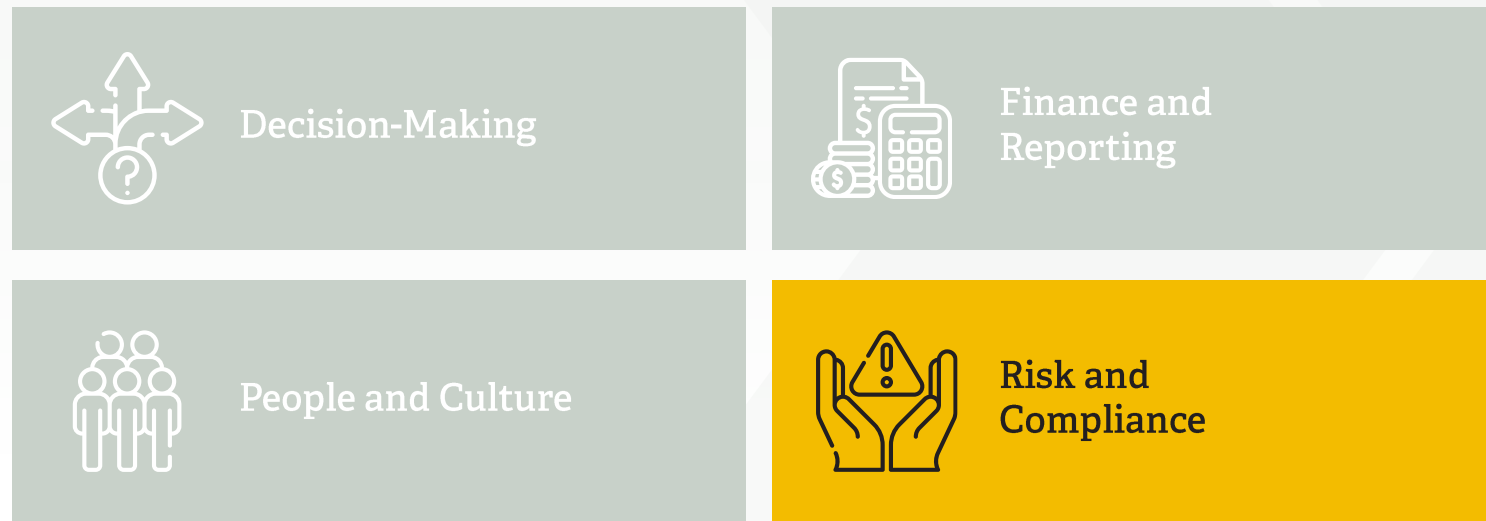 Decision-Making
Finance and
Reporting
People and Culture
Risk and
Compliance